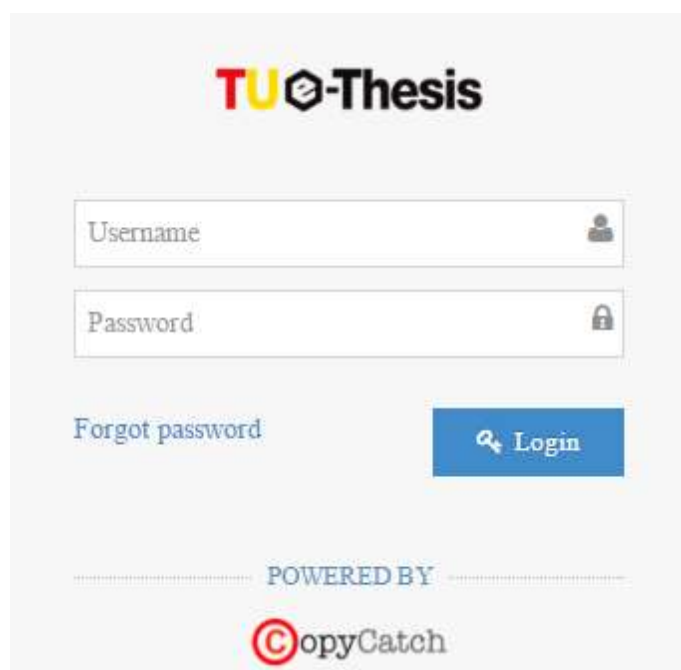 TU e-Thesis
Username
Password
Forgot password
Login
POWERED BY
CopyCatch